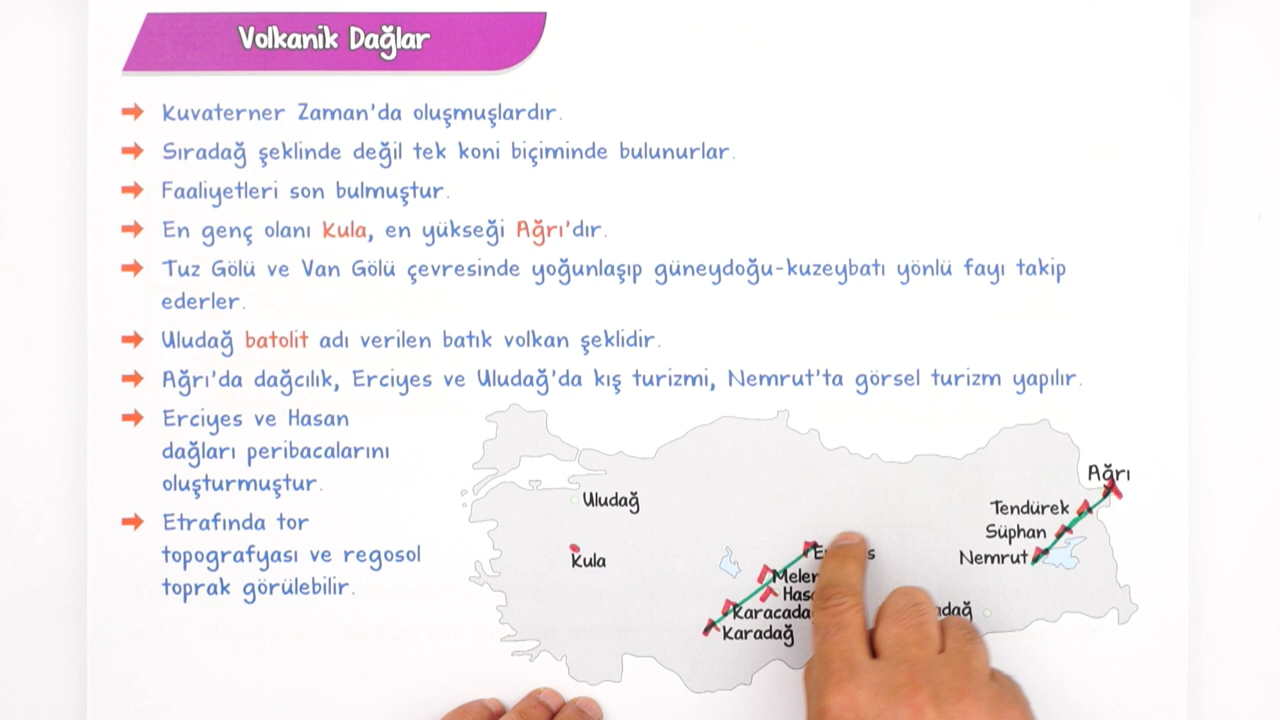 Volkanik Dağlar
Kuvaterner Zaman'da oluşmuşlardır.
Sıradağ şeklinde değil tek koni biçiminde bulunurlar.
Faaliyetleri son bulmuştur.
En genç olanı Kula, en yükseği Ağrı'dır.
Tuz Gölü ve Van Gölü çevresinde yoğunlaşıp güneydoğu-kuzeybatı yönlü fayı takip
ederler.
Uludağ batolit adı verilen batık volkan şeklidir.
Ağrı'da dağcılık, Erciyes ve Uludağ'da kış turizmi, Nemrut'ta görsel turizm yapılır.
Erciyes ve Hasan
dağları peribacalarını
oluşturmuştur.
Etrafında tor
topografyası ve regosol
toprak görülebilir.
Ağrı
Uludağ
Tendürek
Süphan
Nemrut
Kula
Karadağ